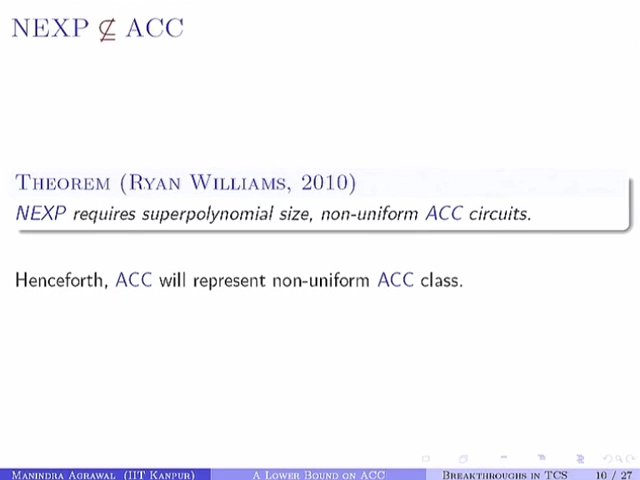 NEXP ⊈ ACC
Theorem (Ryan Williams, 2010)
NEXP requires superpolynomial size, non-uniform ACC circuits.
Henceforth, ACC will represent non-uniform ACC class.
Manindra Agrawal (IIT Kanpur) A Lower Bound on ACC Breakthroughs in TCS 10 / 27